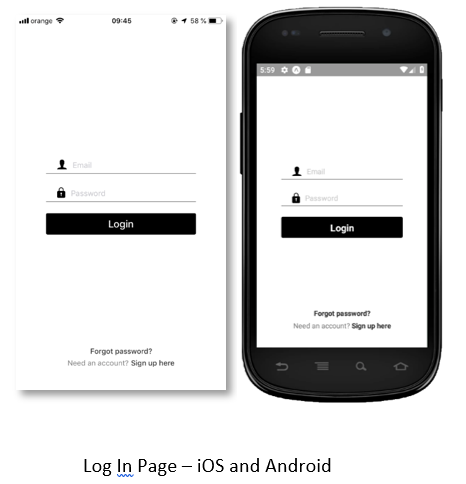 orange 09:45 58 %
Email
Password
Login
Forgot password?
Need an account? Sign up here
5:59
Email
Password
Login
Forgot password?
Need an account? Sign up here
Log In Page – iOS and Android